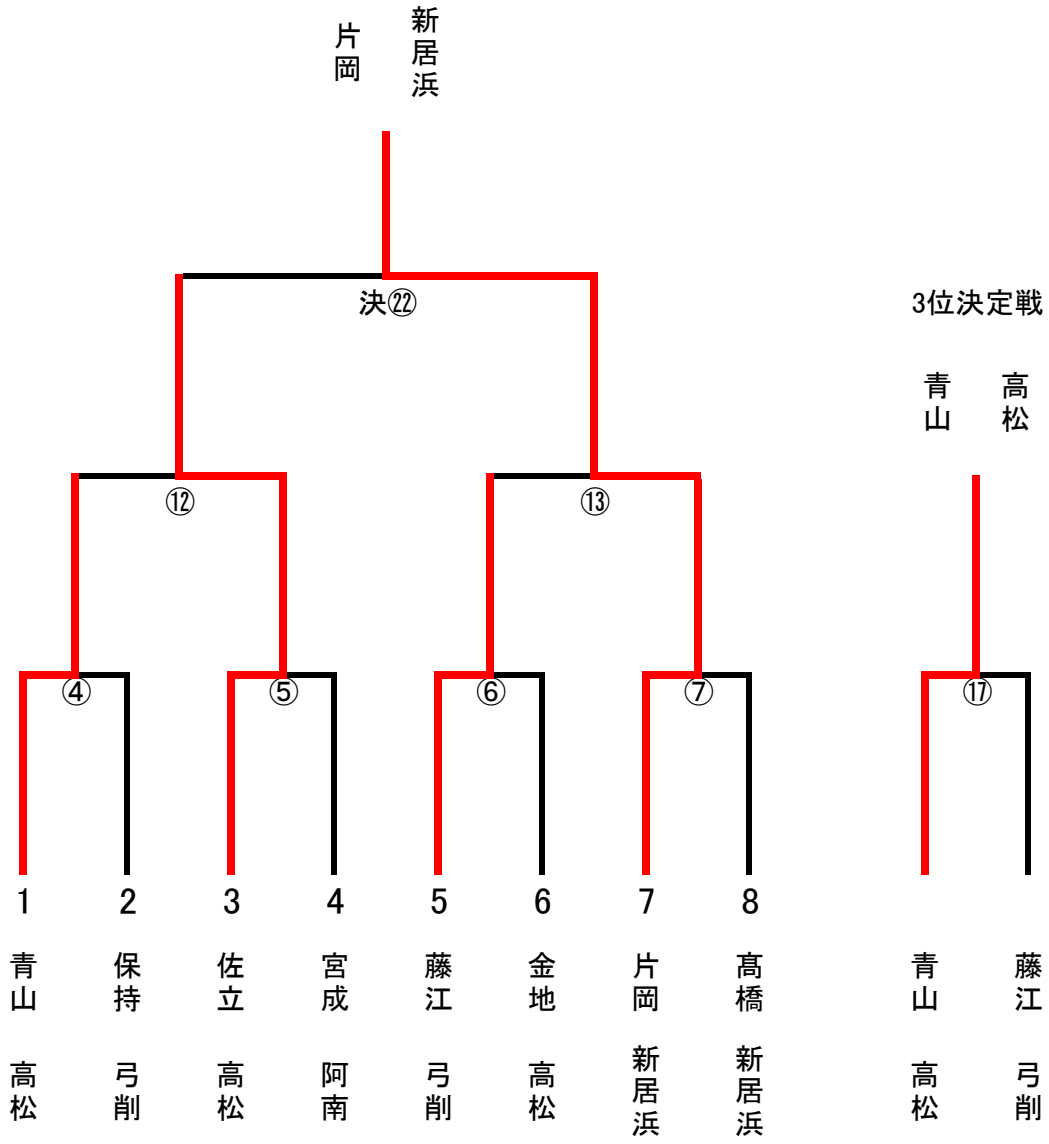 片岡
新居浜
決㉒
3位決定戦
青山
高松
⑫
⑬
④
⑤
⑥
⑦
⑰
1
2
3
4
5
6
7
8
青山
保持
佐立
宮成
藤江
金地
片岡
髙橋
青山
藤江
高松
弓削
高松
阿南
弓削
高松
新居浜
新居浜
高松
弓削